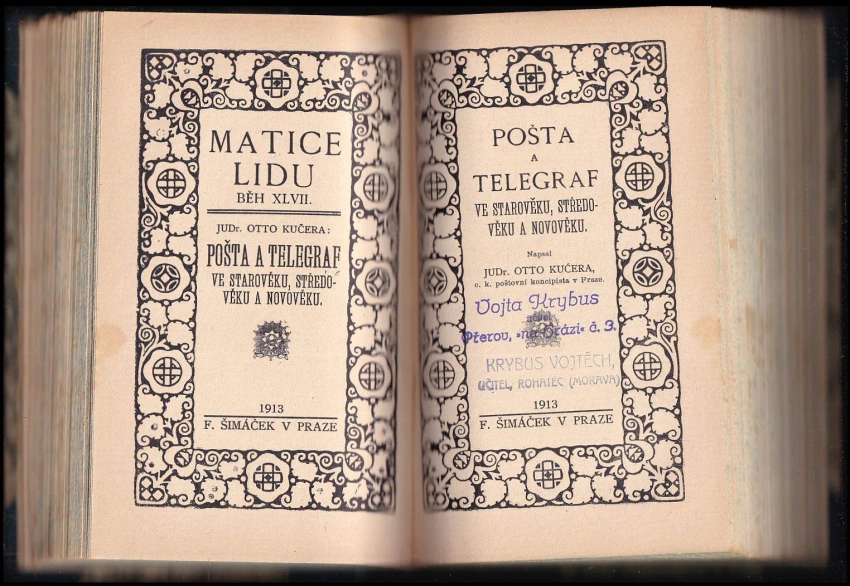 MATICE
LIDU
BĚH XLVII.
JUDr. OTTO KUČERA:
POŠTA A TELEGRAF
VE STAROVĚKU, STŘEDO-
VĚKU A NOVOVĚKU.
1913
F. ŠIMÁČEK V PRAZE
POŠTA
A
TELEGRAF
VE STAROVĚKU, STŘEDO-
VĚKU A NOVOVĚKU.
Napsal
JUDr. OTTO KUČERA,
c. k. poštovní koncipista v Praze.
Vojta Krybus
učitel
Přerov, »na hrázi« č. 3.
KRYBUS VOJTĚCH,
UČITEL, ROHATEC (MORAVA)
1913
F. ŠIMÁČEK V PRAZE